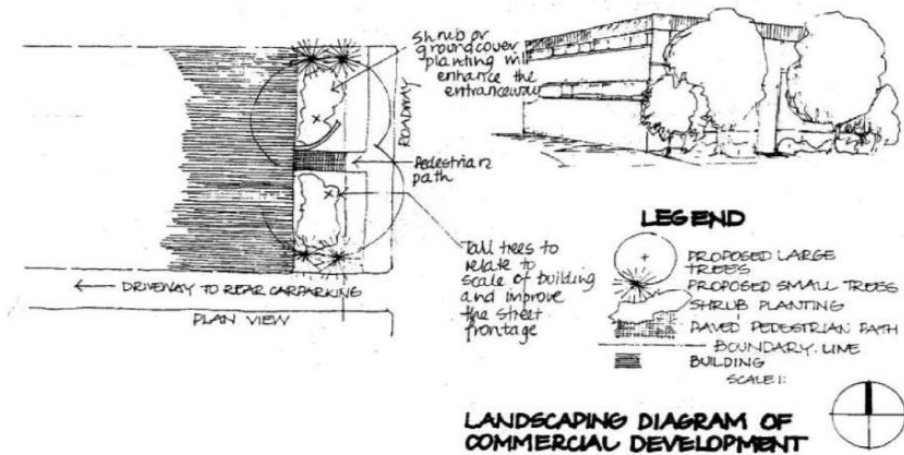 Shrub or
groundcover
planting will
enhance the
entranceway
ROADWAY
Pedestrian
path
Tall trees to
relate to
scale of building
and improve
the street
frontage
← DRIVEWAY TO REAR CARPARKING
PLAN VIEW
LEGEND
PROPOSED LARGE
TREES
PROPOSED SMALL TREES
SHRUB PLANTING
PAVED PEDESTRIAN PATH
BOUNDARY LINE
BUILDING
SCALE 1:
LANDSCAPING DIAGRAM OF
COMMERCIAL DEVELOPMENT